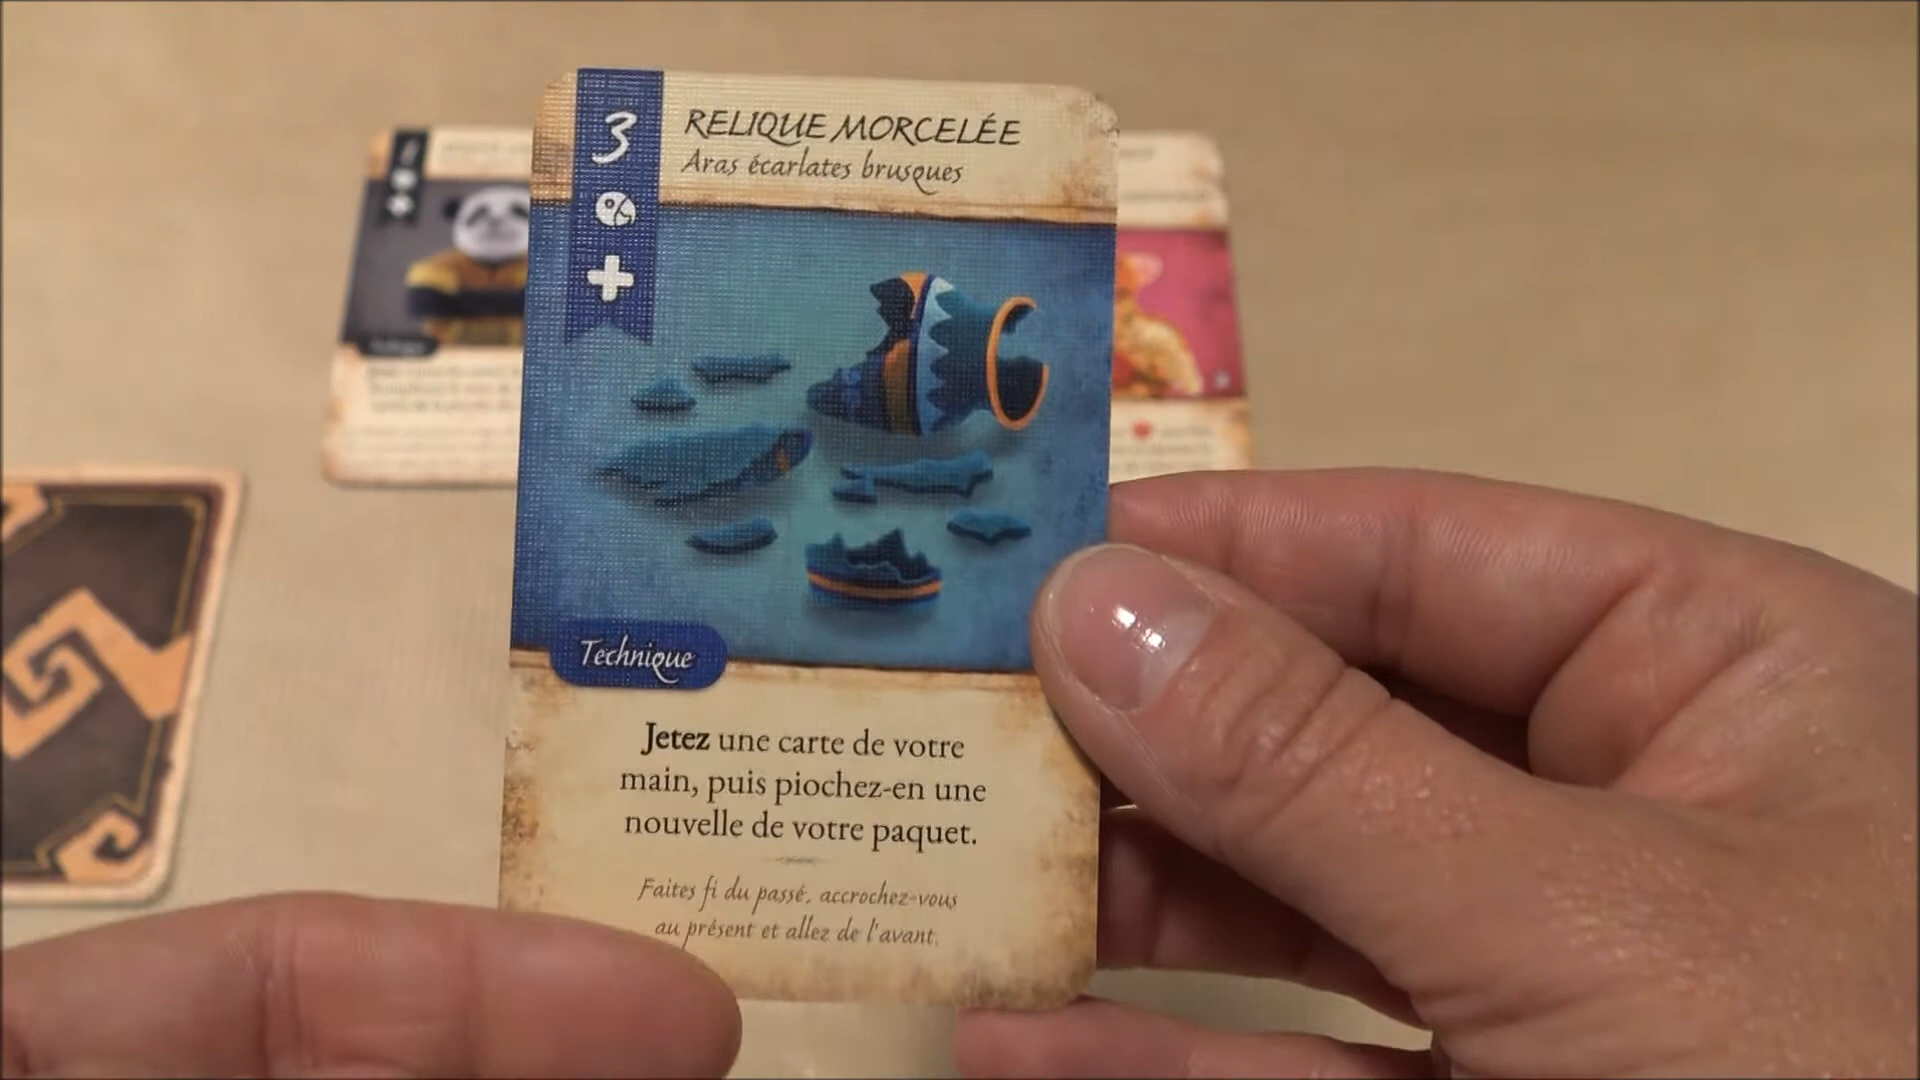 3
RELIQUE MORCELÉE
Aras écarlates brusques
Technique
Jetez une carte de votre
main, puis piochez-en une
nouvelle de votre paquet.
Faites fi du passé, accrochez-vous
au présent et allez de l'avant.